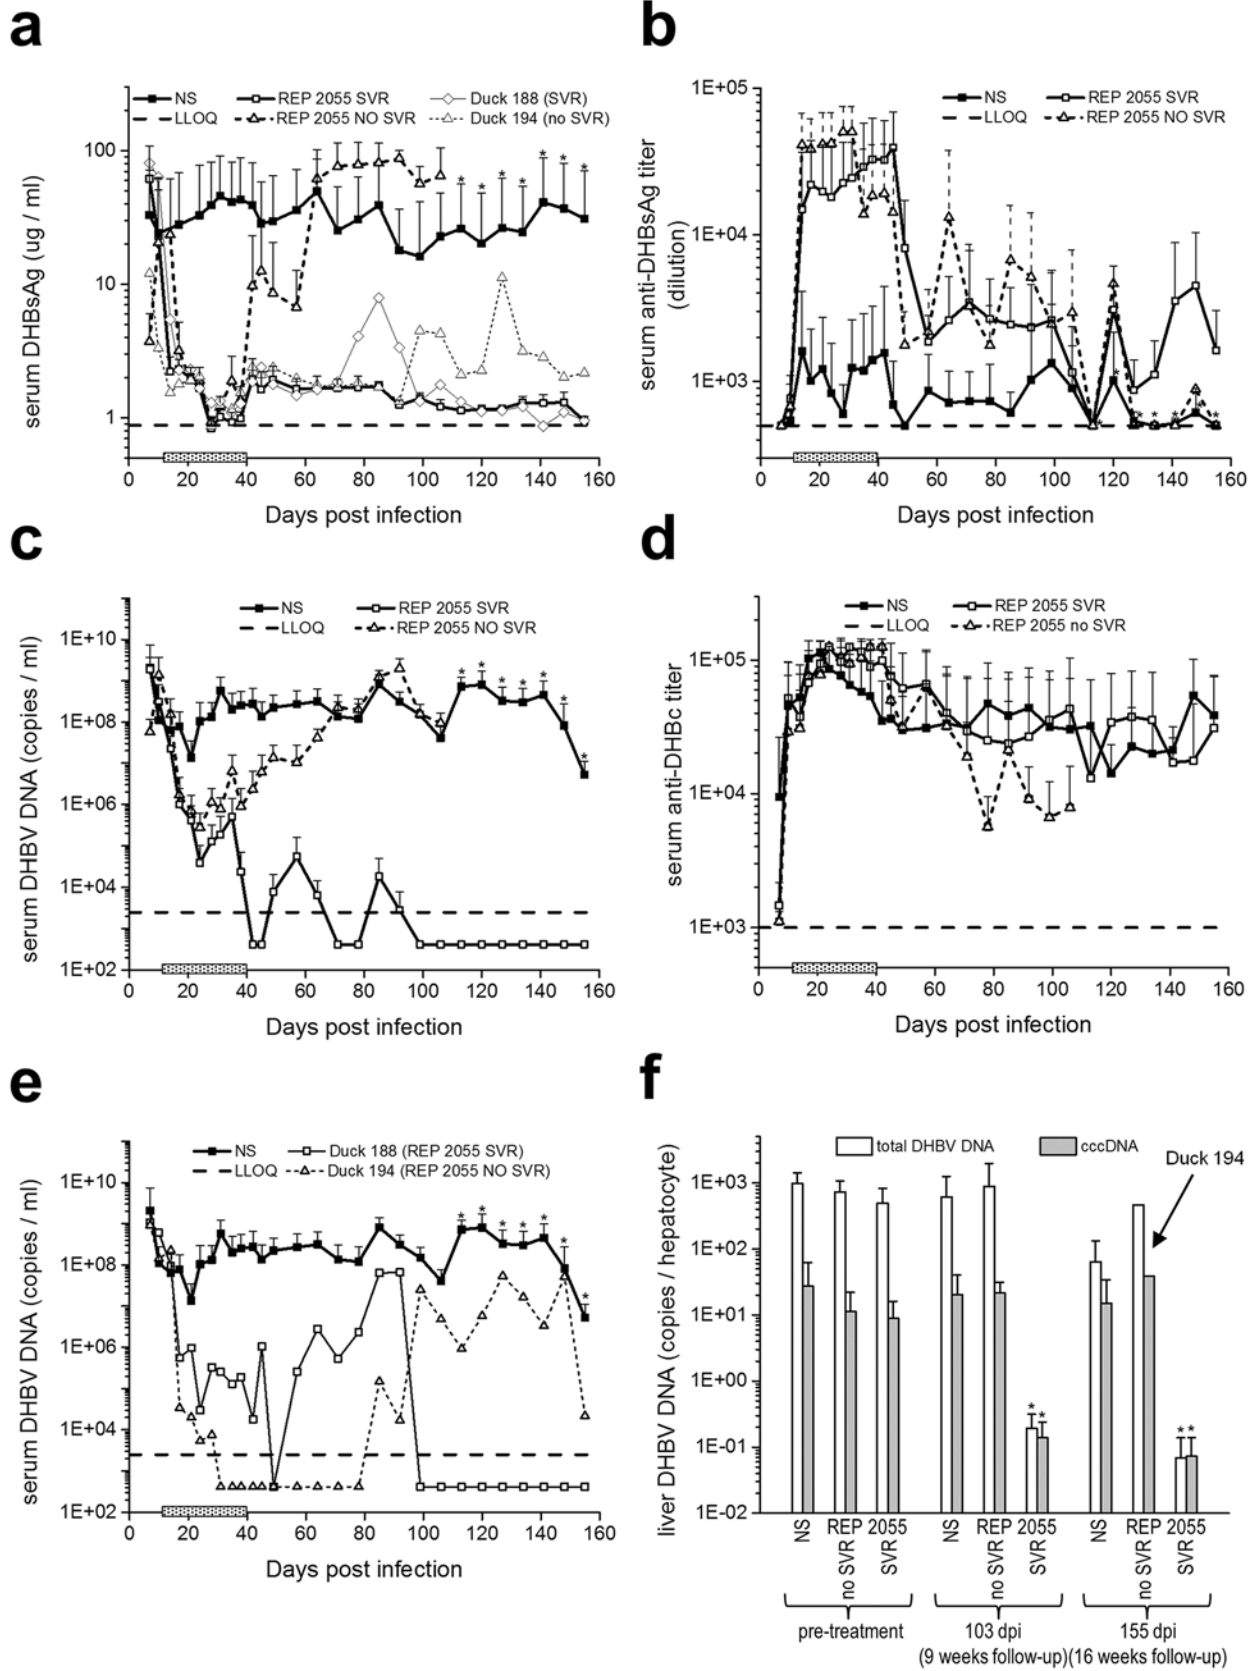 a
NS REP 2055 SVR Duck 188 (SVR)
LLOQ REP 2055 NO SVR Duck 194 (no SVR)
serum DHBsAg (ug / ml)
100
10
1
0 20 40 60 80 100 120 140 160
* * * * * * *
Days post infection
b
NS REP 2055 SVR
LLOQ REP 2055 NO SVR
serum anti-DHBsAg titer
(dilution)
1E+05
1E+04
1E+03
0 20 40 60 80 100 120 140 160
Days post infection
c
NS REP 2055 SVR
LLOQ REP 2055 NO SVR
serum DHBV DNA (copies / ml)
1E+10
1E+08
1E+06
1E+04
1E+02
* * * * * * *
0 20 40 60 80 100 120 140 160
Days post infection
d
NS REP 2055 SVR
LLOQ REP 2055 no SVR
serum anti-DHBc titer
1E+05
1E+04
1E+03
0 20 40 60 80 100 120 140 160
Days post infection
e
NS Duck 188 (REP 2055 SVR)
LLOQ Duck 194 (REP 2055 NO SVR)
serum DHBV DNA (copies / ml)
1E+10
1E+08
1E+06
1E+04
1E+02
* * * * * * *
0 20 40 60 80 100 120 140 160
Days post infection
f
total DHBV DNA cccDNA
Duck 194
liver DHBV DNA (copies / hepatocyte)
1E+03
1E+02
1E+01
1E+00
1E-01
1E-02
* * * *
NS REP 2055 NS REP 2055 NS REP 2055
no SVR SVR no SVR SVR no SVR SVR
pre-treatment 103 dpi 155 dpi
(9 weeks follow-up) (16 weeks follow-up)